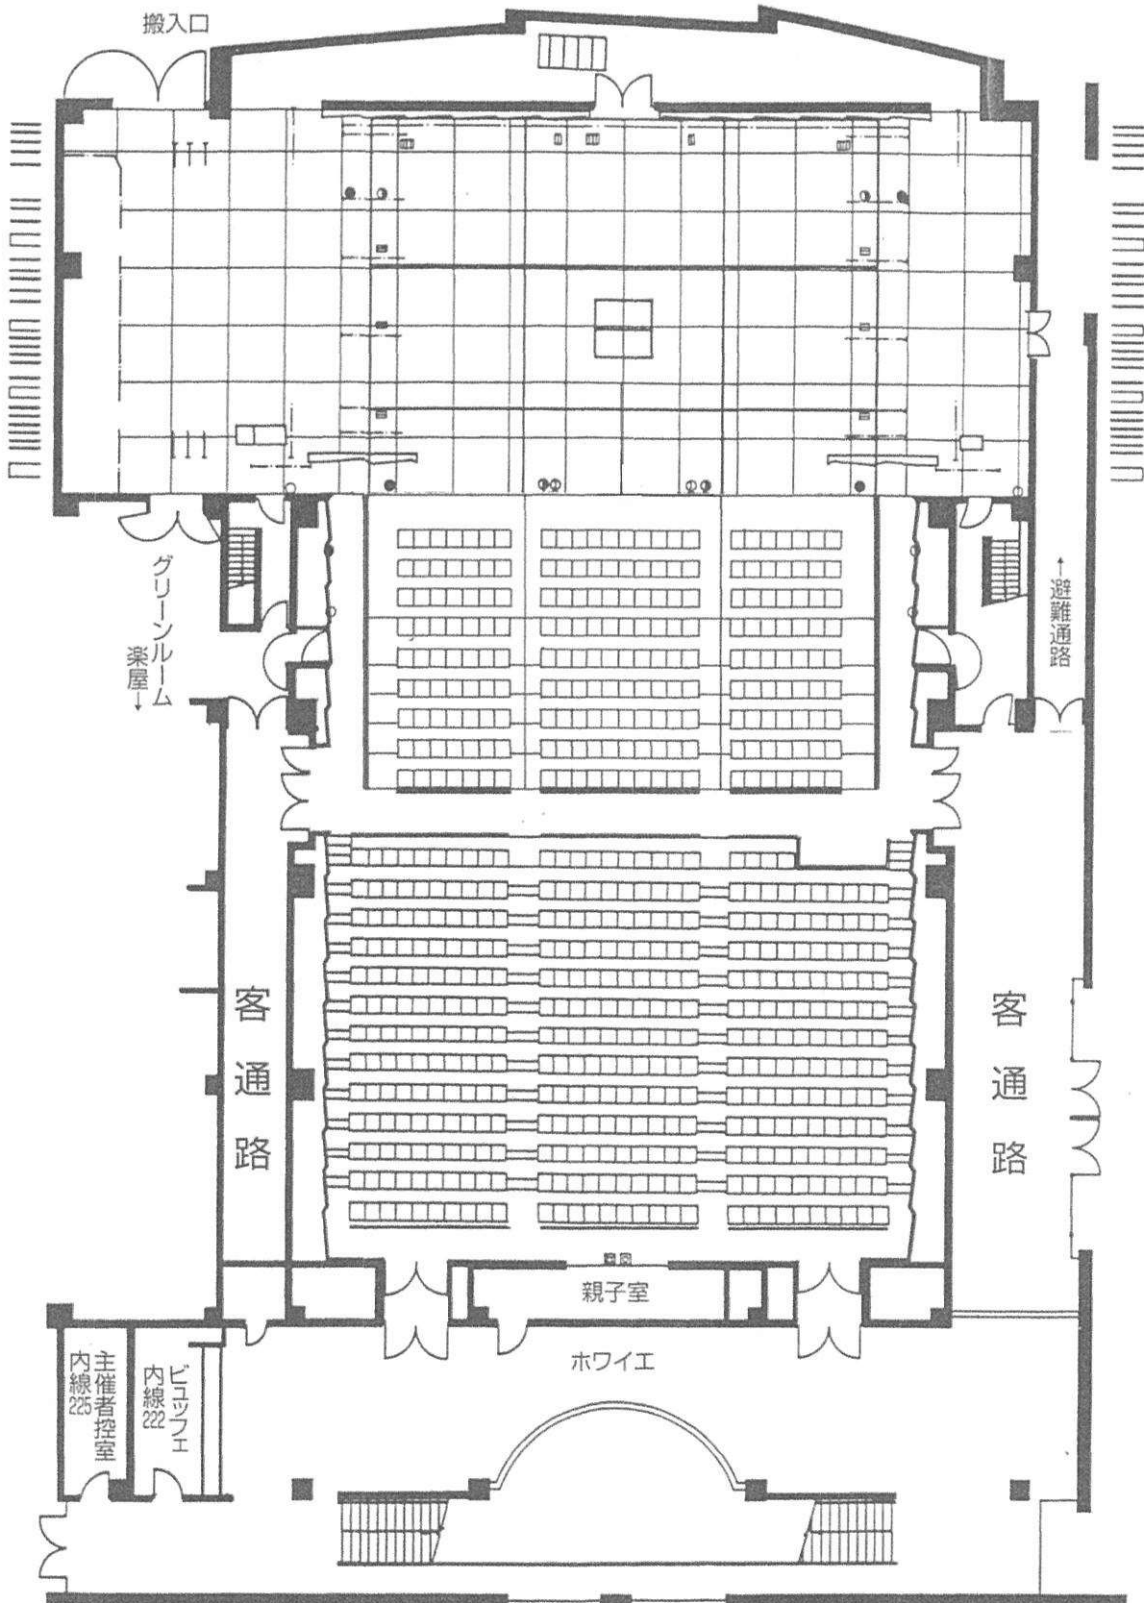 搬入口
グリーンルーム
楽屋↓
↑避難通路
客通路
客通路
親子室
ホワイエ
主催者控室
内線225
ビュッフェ
内線222